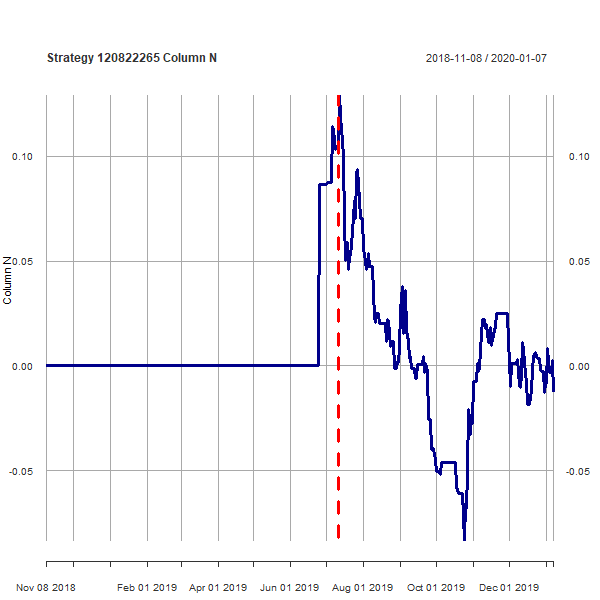 Strategy 120822265 Column N
2018-11-08 / 2020-01-07
0.10
0.10
0.05
0.05
Column N
0.00
0.00
-0.05
-0.05
Nov 08 2018
Feb 01 2019
Apr 01 2019
Jun 01 2019
Aug 01 2019
Oct 01 2019
Dec 01 2019